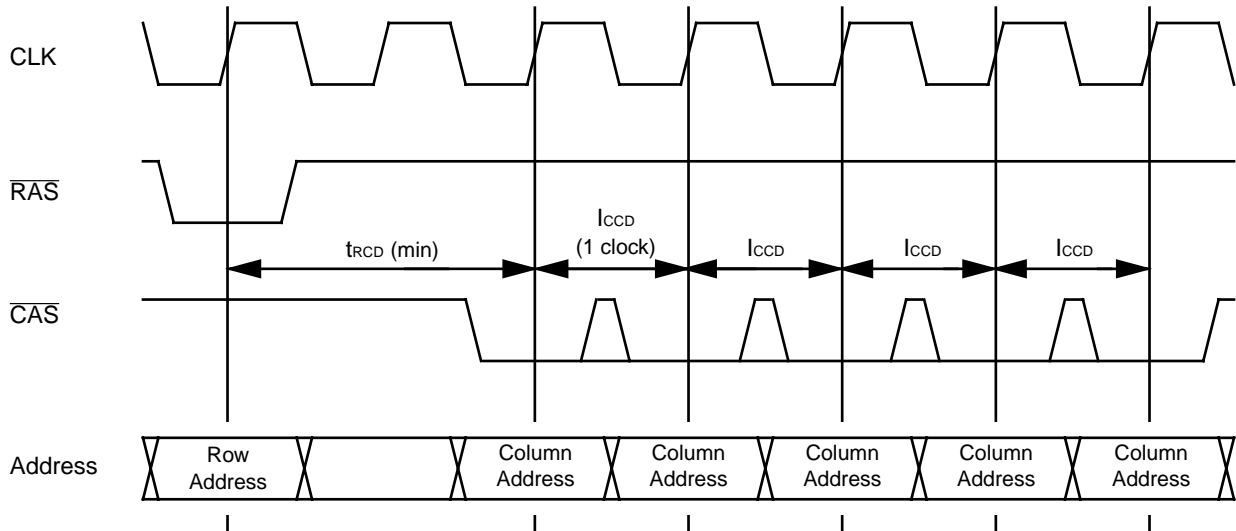 CLK
RAS
tRCD (min)
ICCD
(1 clock)
ICCD
ICCD
ICCD
CAS
Address
Row
Address
Column
Address
Column
Address
Column
Address
Column
Address
Column
Address